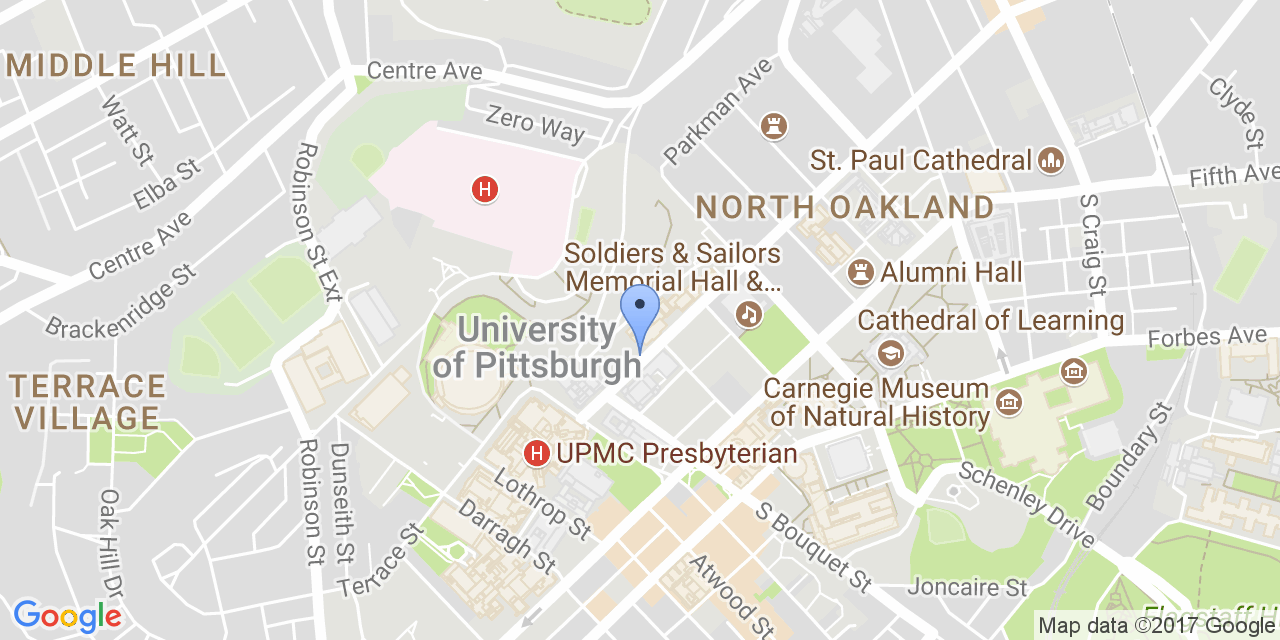 MIDDLE HILL
Centre Ave
Watt St
Elba St
Zero Way
Parkman Ave
Clyde St
St. Paul Cathedral
Fifth Ave
Robinson St Ext
H
NORTH OAKLAND
S Craig St
Centre Ave
Soldiers & Sailors
Memorial Hall &...
Alumni Hall
Brackenridge St
University
of Pittsburgh
Cathedral of Learning
Forbes Ave
TERRACE
VILLAGE
Carnegie Museum
of Natural History
H
UPMC Presbyterian
Boundary St
Schenley Drive
Robinson St
Dunseith St
Oak Hill Dr
Lothrop St
Darragh St
Terrace St
S Bouquet St
Atwood St
Joncaire St
Google
Map data ©2017 Google